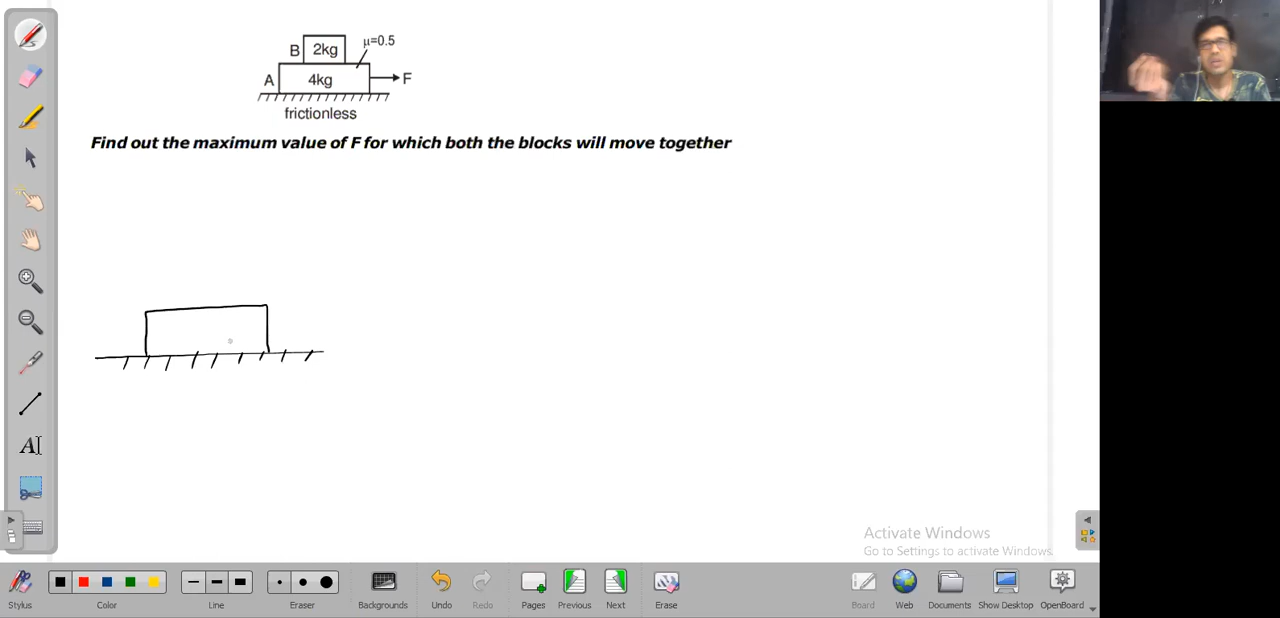 B 2kg μ=0.5
A 4kg F
frictionless
Find out the maximum value of F for which both the blocks will move together
A
Activate Windows
Go to Settings to activate Windows.
Stylus Color Line Eraser Backgrounds Undo Redo Pages Previous Next Erase Board Web Documents Show Desktop OpenBoard